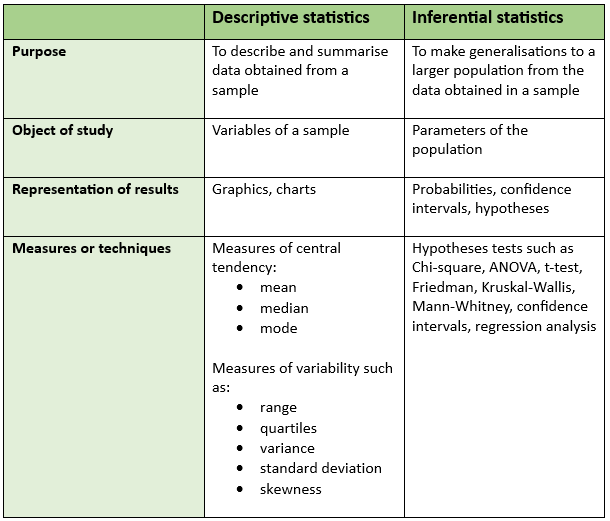 Descriptive statistics
Inferential statistics
Purpose
To describe and summarise
data obtained from a
sample
To make generalisations to a
larger population from the
data obtained in a sample
Object of study
Variables of a sample
Parameters of the
population
Representation of results
Graphics, charts
Probabilities, confidence
intervals, hypotheses
Measures or techniques
Measures of central
tendency:
• mean
• median
• mode
Measures of variability such
as:
• range
• quartiles
• variance
• standard deviation
• skewness
Hypotheses tests such as
Chi-square, ANOVA, t-test,
Friedman, Kruskal-Wallis,
Mann-Whitney, confidence
intervals, regression analysis